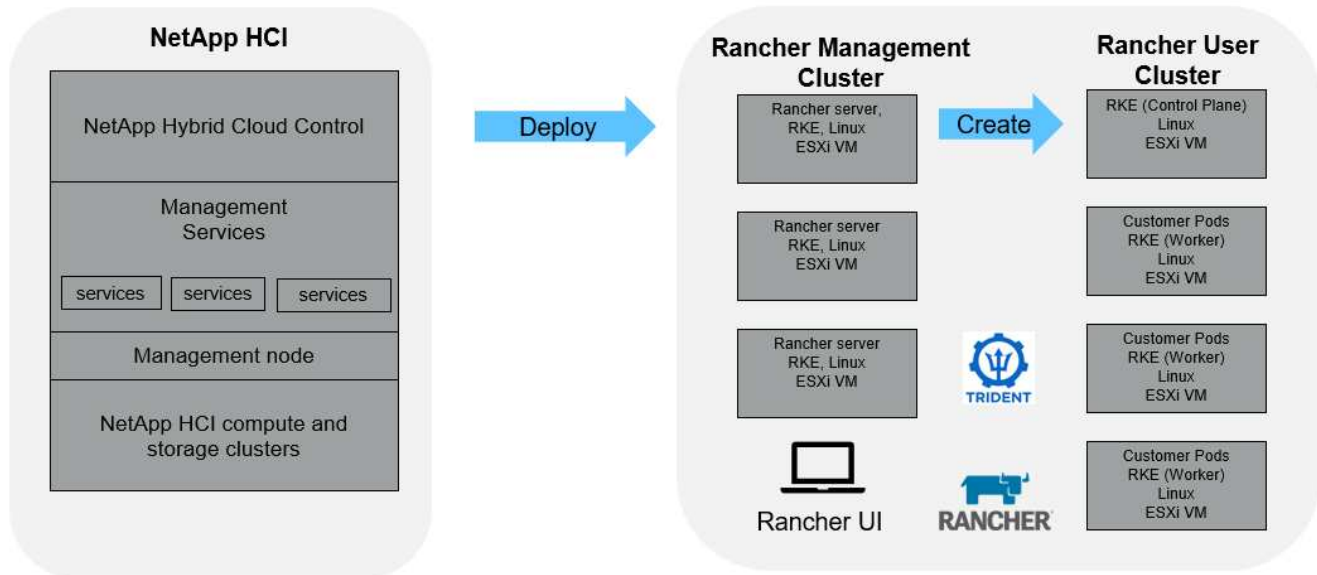 NetApp HCI
NetApp Hybrid Cloud Control
Management
Services
services
services
services
Management node
NetApp HCI compute and
storage clusters
Deploy
Rancher Management
Cluster
Rancher server,
RKE, Linux
ESXi VM
Rancher server
RKE, Linux
ESXi VM
Rancher server
RKE, Linux
ESXi VM
Rancher UI
Create
TRIDENT
RANCHER
Rancher User
Cluster
RKE (Control Plane)
Linux
ESXi VM
Customer Pods
RKE (Worker)
Linux
ESXi VM
Customer Pods
RKE (Worker)
Linux
ESXi VM
Customer Pods
RKE (Worker)
Linux
ESXi VM